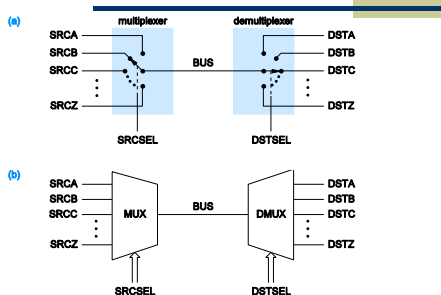 (a)
multiplexer
demultiplexer
SRCA
DSTA
SRCB
DSTB
SRCC
BUS
DSTC
SRCZ
DSTZ
SRCSEL
DSTSEL
(b)
SRCA
DSTA
SRCB
DSTB
SRCC
MUX
BUS
DMUX
DSTC
SRCZ
DSTZ
SRCSEL
DSTSEL